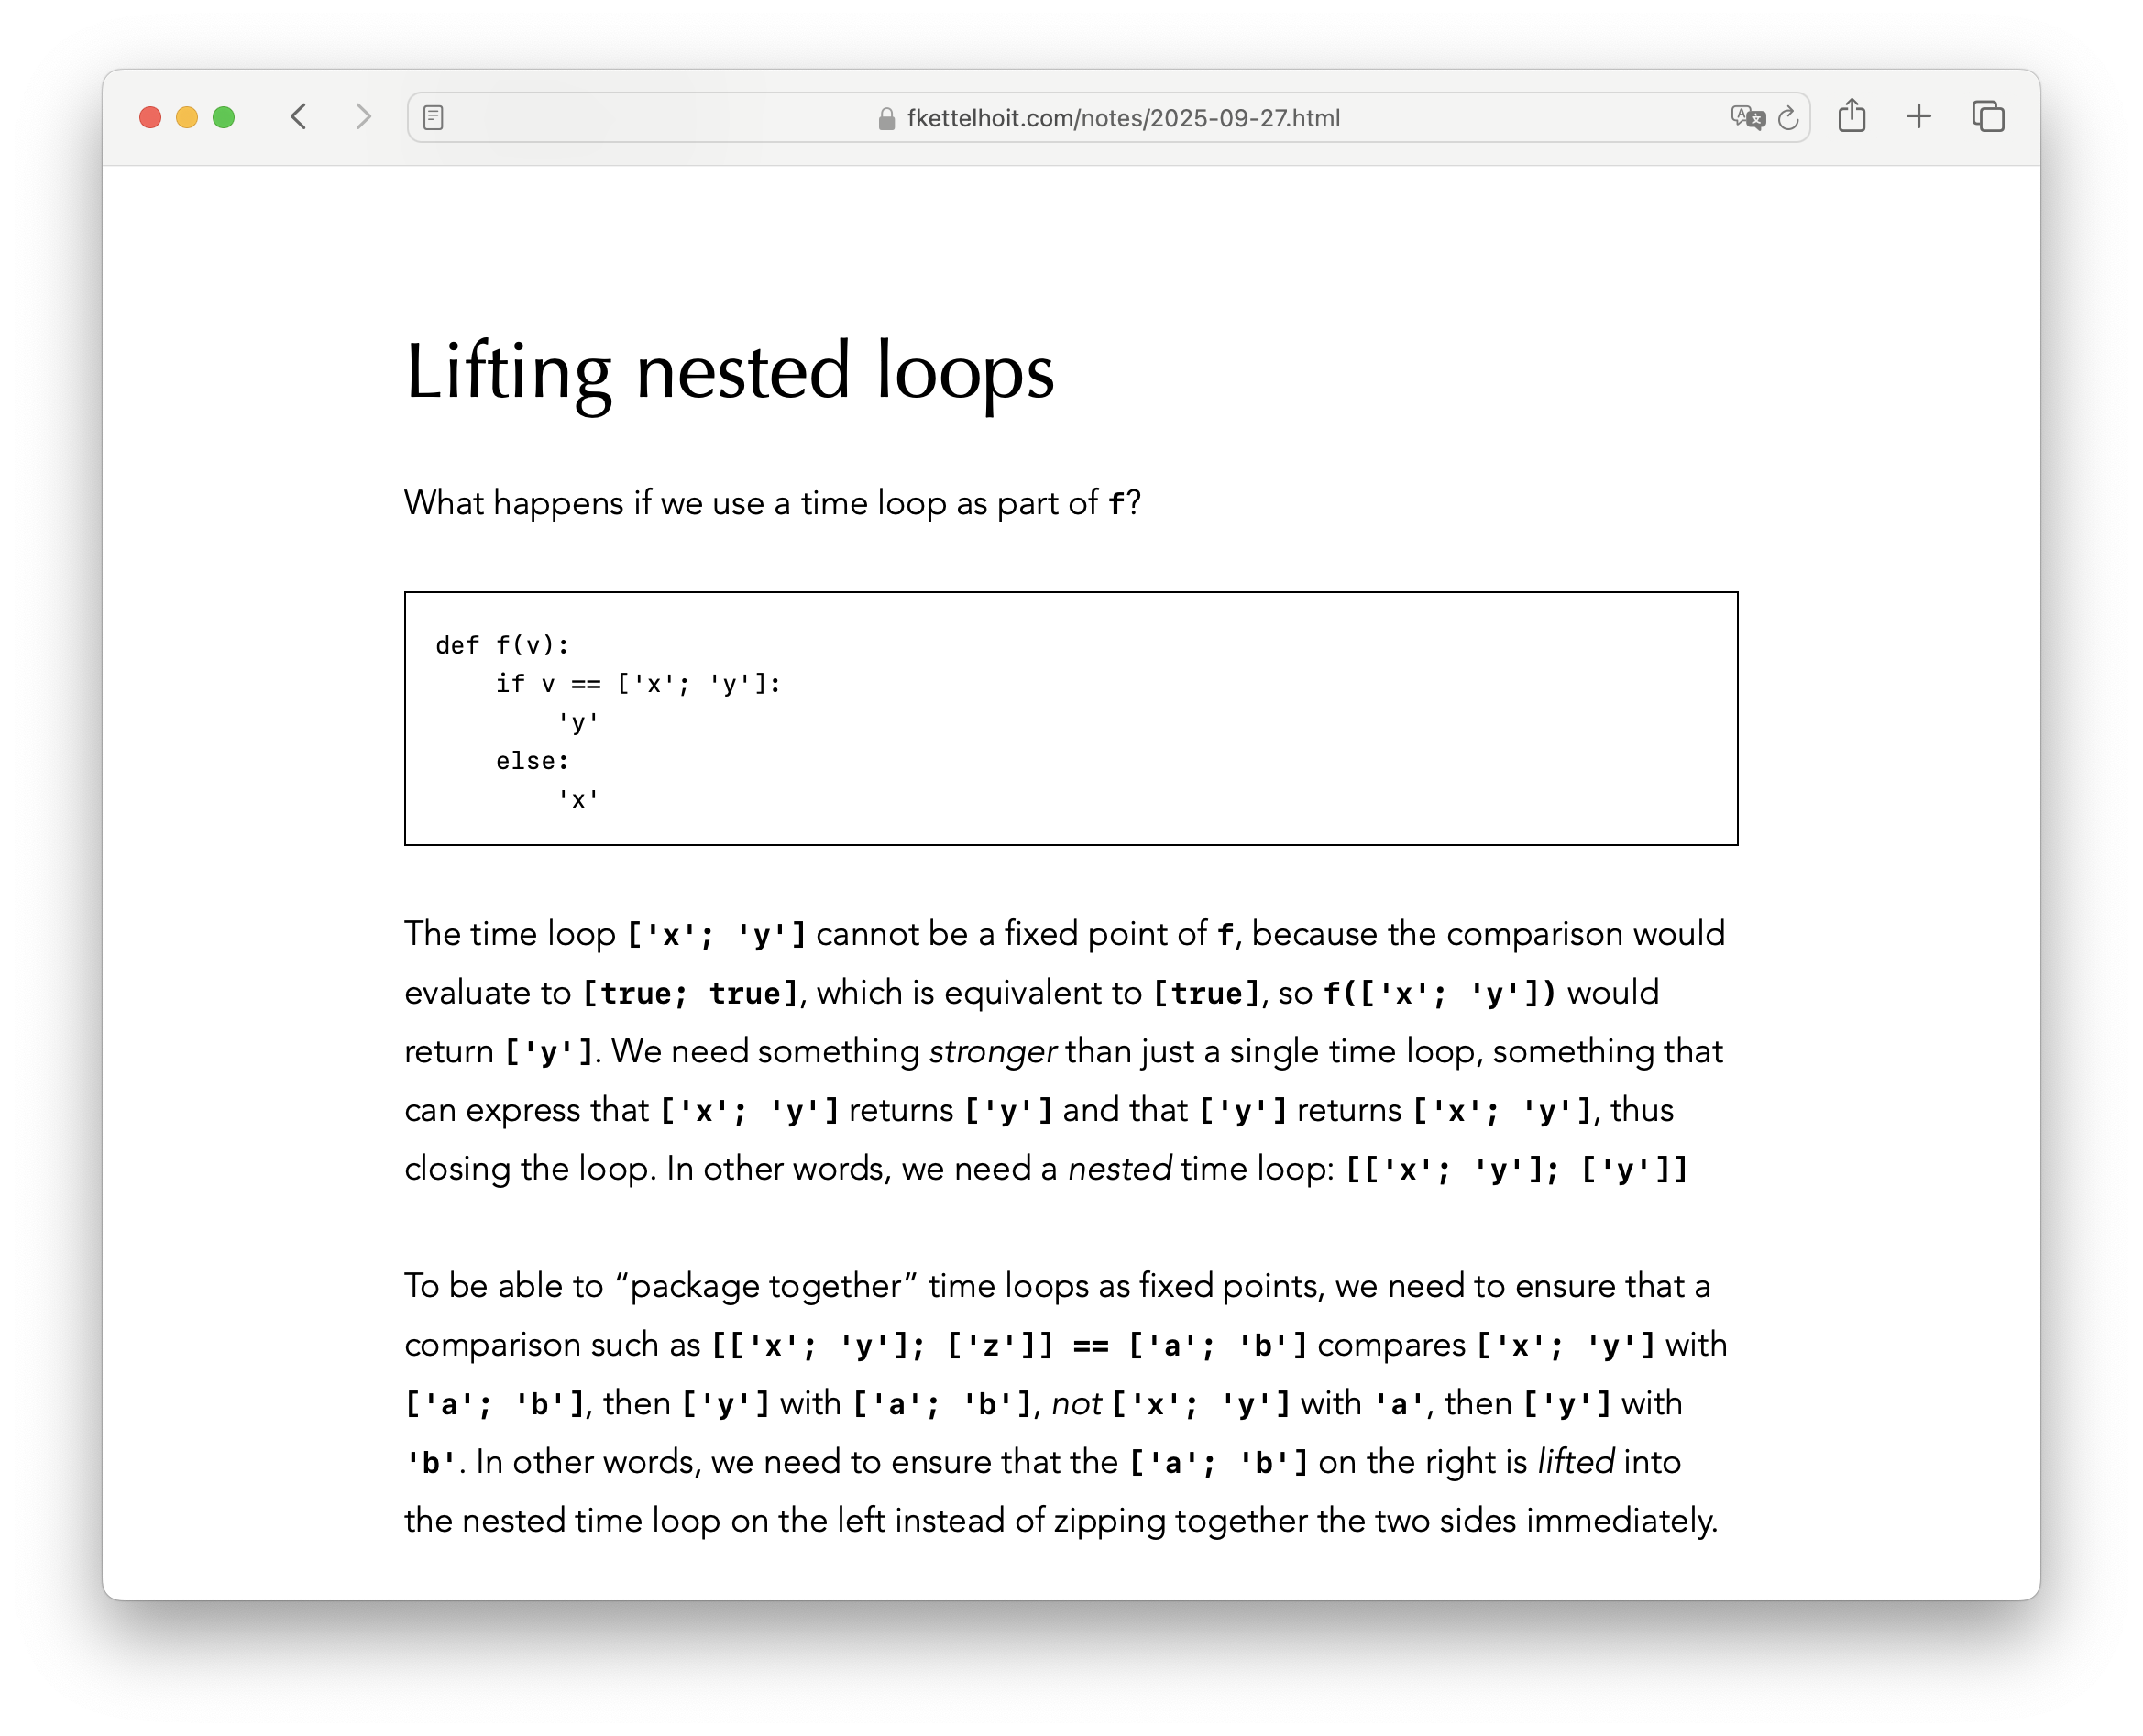 fkettelhoit.com/notes/2025-09-27.html
Lifting nested loops
What happens if we use a time loop as part of f?
def f(v):
    if v == ['x'; 'y']:
        'y'
    else:
        'x'
The time loop ['x'; 'y'] cannot be a fixed point of f, because the comparison would
evaluate to [true; true], which is equivalent to [true], so f(['x'; 'y']) would
return ['y']. We need something stronger than just a single time loop, something that
can express that ['x'; 'y'] returns ['y'] and that ['y'] returns ['x'; 'y'], thus
closing the loop. In other words, we need a nested time loop: [['x'; 'y']; ['y']]
To be able to “package together” time loops as fixed points, we need to ensure that a
comparison such as [['x'; 'y']; ['z']] == ['a'; 'b'] compares ['x'; 'y'] with
['a'; 'b'], then ['y'] with ['a'; 'b'], not ['x'; 'y'] with 'a', then ['y'] with
'b'. In other words, we need to ensure that the ['a'; 'b'] on the right is lifted into
the nested time loop on the left instead of zipping together the two sides immediately.